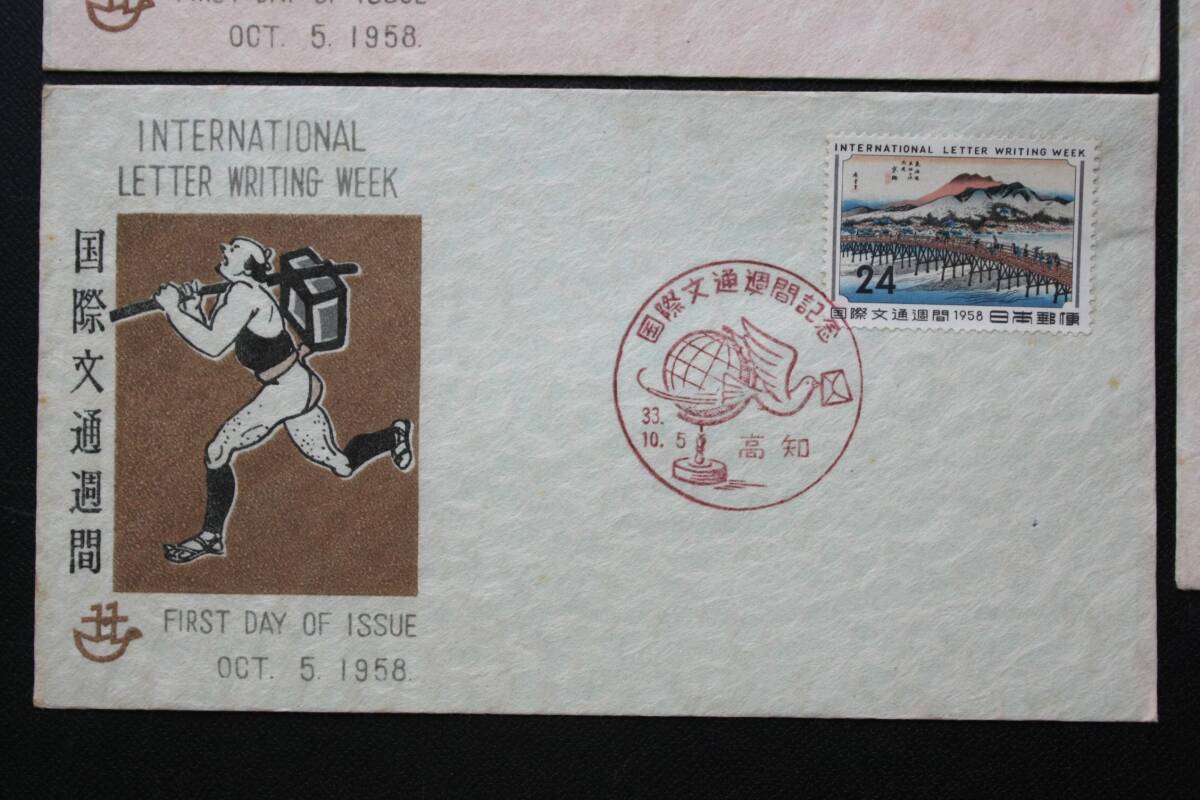 FIRST DAY OF ISSUE
OCT. 5. 1958.
INTERNATIONAL
LETTER WRITING WEEK
国際文通週間
FIRST DAY OF ISSUE
OCT. 5. 1958.
国際文通週間記念
33.
10. 5
高知
INTERNATIONAL LETTER WRITING WEEK
24
国際文通週間 1958 日本郵便